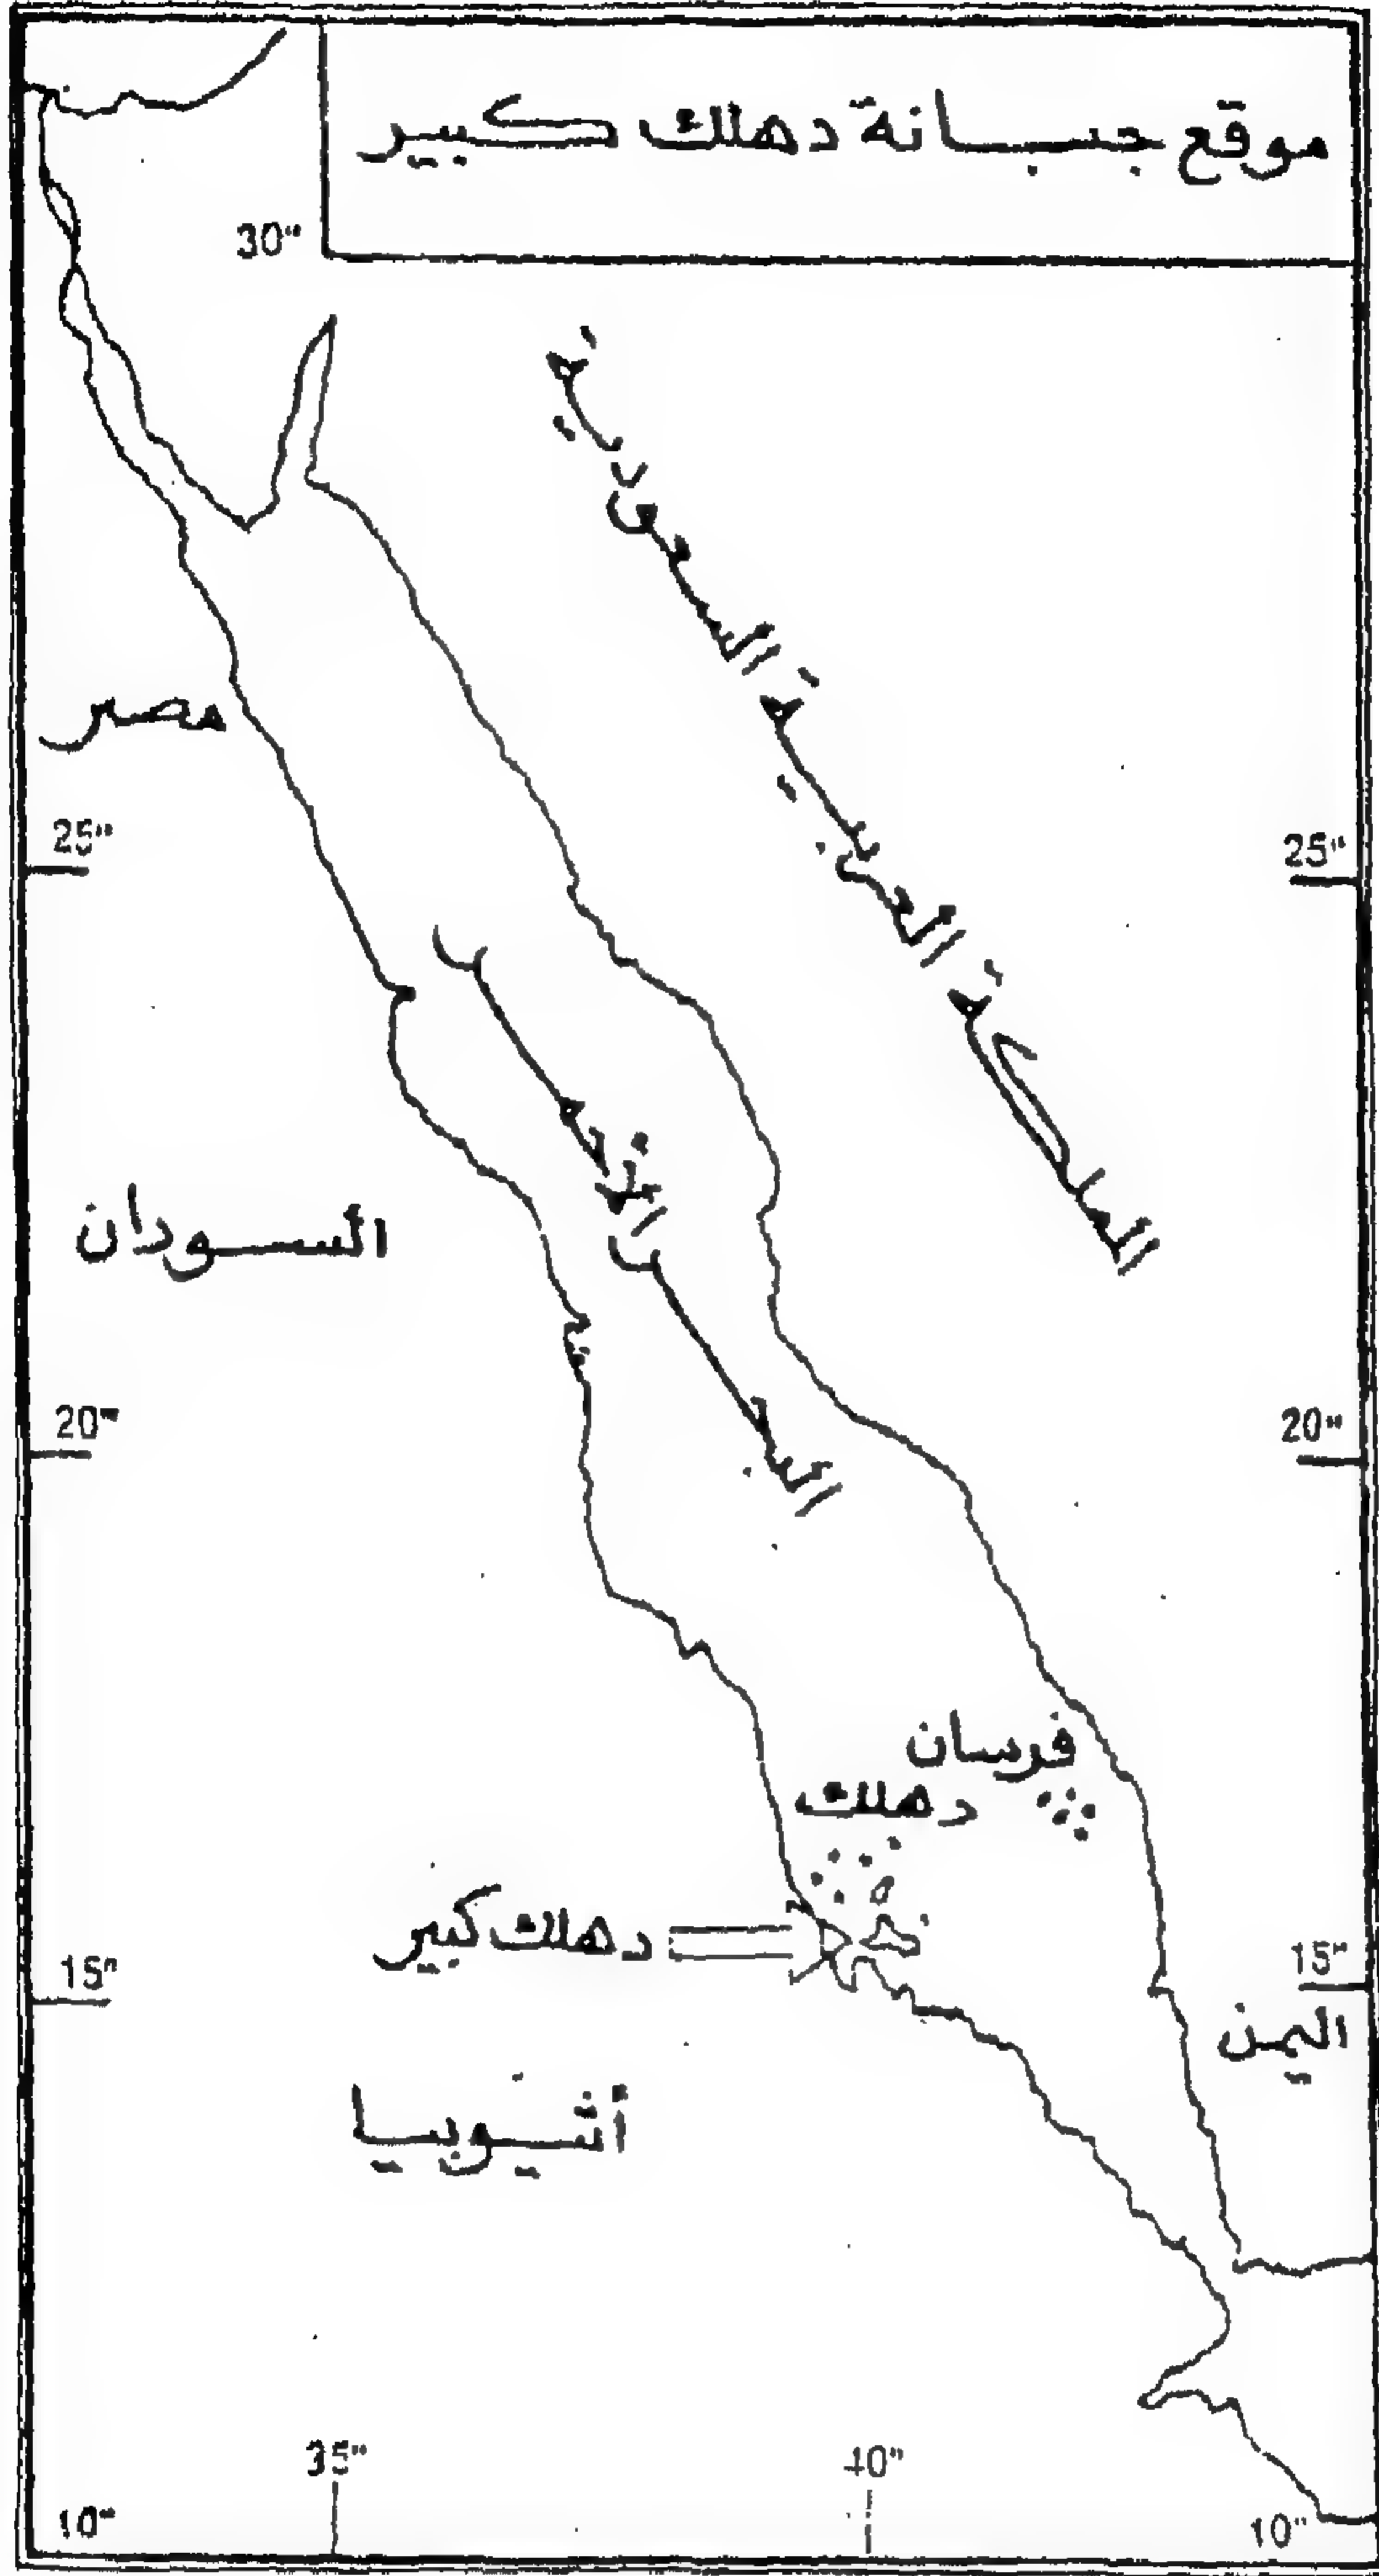 موقع جبانة دهلك كبير
30"
المملكة العربية السعودية
مصر
25"
25"
البحر الأحمر
السودان
20"
20"
فرسان
دهلك
دهلك كبير
15"
15"
اليمن
أثيوبيا
35"
40"
10"
10"